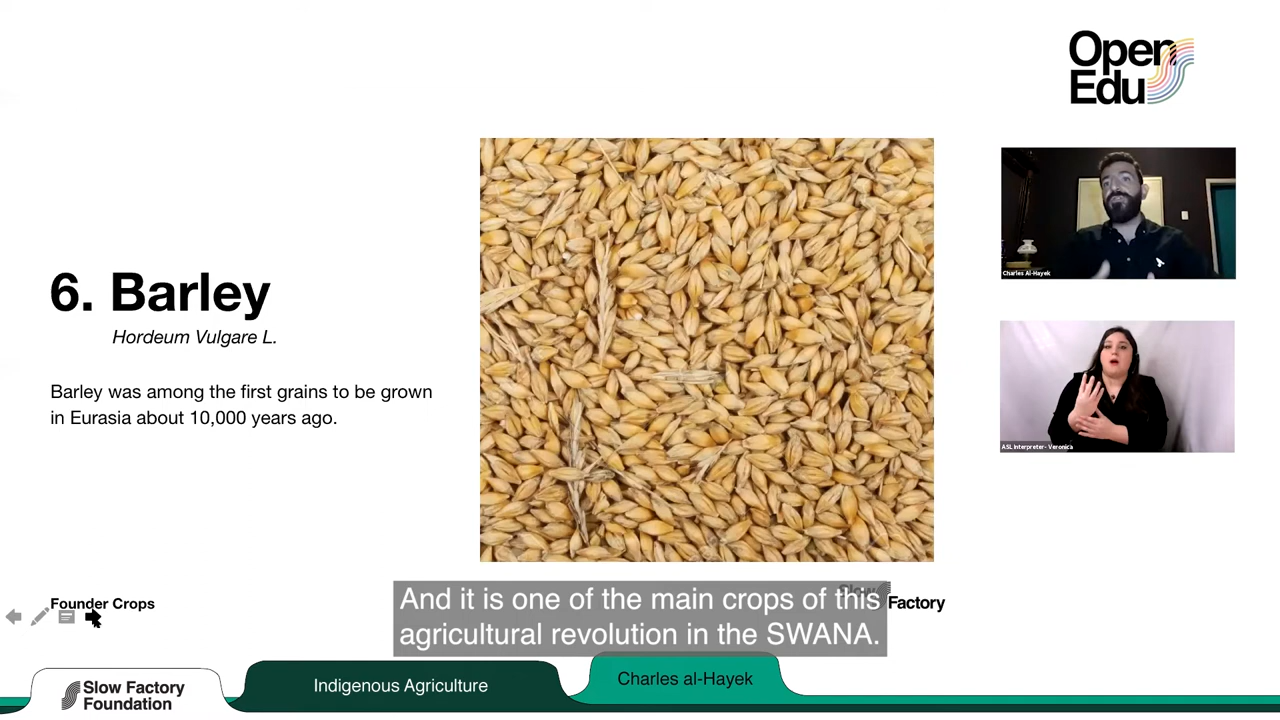 Open
Edu
6. Barley
Hordeum Vulgare L.
Barley was among the first grains to be grown
in Eurasia about 10,000 years ago.
Charles Al-Hayek
ASL Interpreter- Veronica
Founder Crops
Slow
Factory
And it is one of the main crops of this
agricultural revolution in the SWANA.
Slow Factory
Foundation
Indigenous Agriculture
Charles al-Hayek